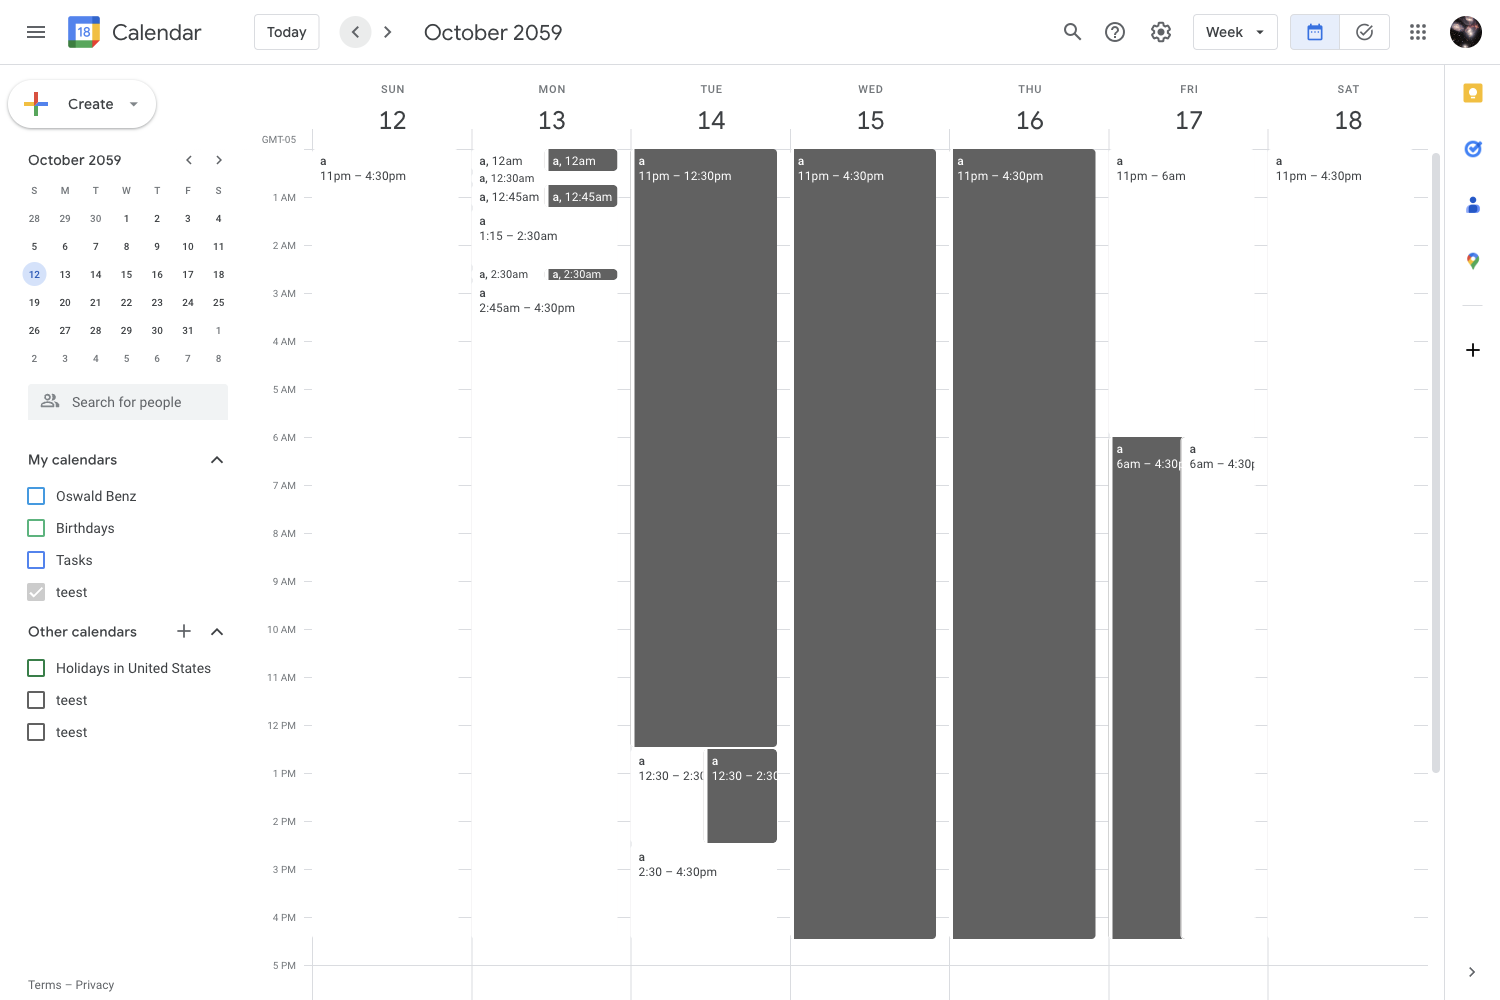 18 Calendar
Today
October 2059
Week
Create
October 2059
S M T W T F S
28 29 30 1 2 3 4
5 6 7 8 9 10 11
12 13 14 15 16 17 18
19 20 21 22 23 24 25
26 27 28 29 30 31 1
2 3 4 5 6 7 8
Search for people
My calendars
Oswald Benz
Birthdays
Tasks
teest
Other calendars
Holidays in United States
teest
teest
Terms – Privacy
SUN MON TUE WED THU FRI SAT
12 13 14 15 16 17 18
GMT-05
1 AM
2 AM
3 AM
4 AM
5 AM
6 AM
7 AM
8 AM
9 AM
10 AM
11 AM
12 PM
1 PM
2 PM
3 PM
4 PM
5 PM
a
11pm – 4:30pm
a, 12am
a, 12am
a, 12:30am
a, 12:45am
a, 12:45am
a
1:15 – 2:30am
a, 2:30am
a, 2:30am
a
2:45am – 4:30pm
a
11pm – 12:30pm
a
12:30 – 2:30
a
12:30 – 2:30
a
2:30 – 4:30pm
a
11pm – 4:30pm
a
11pm – 4:30pm
a
11pm – 6am
a
6am – 4:30p
a
6am – 4:30p
a
11pm – 4:30pm